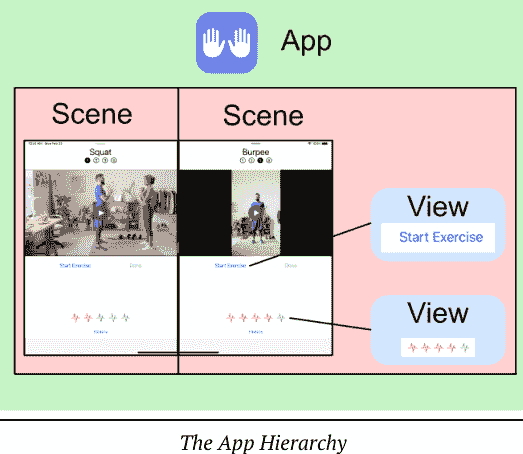 App
Scene
Scene
Squat
Burpee
View
Start Exercise
Start Exercise
Done
Start Exercise
Done
View
History
The App Hierarchy